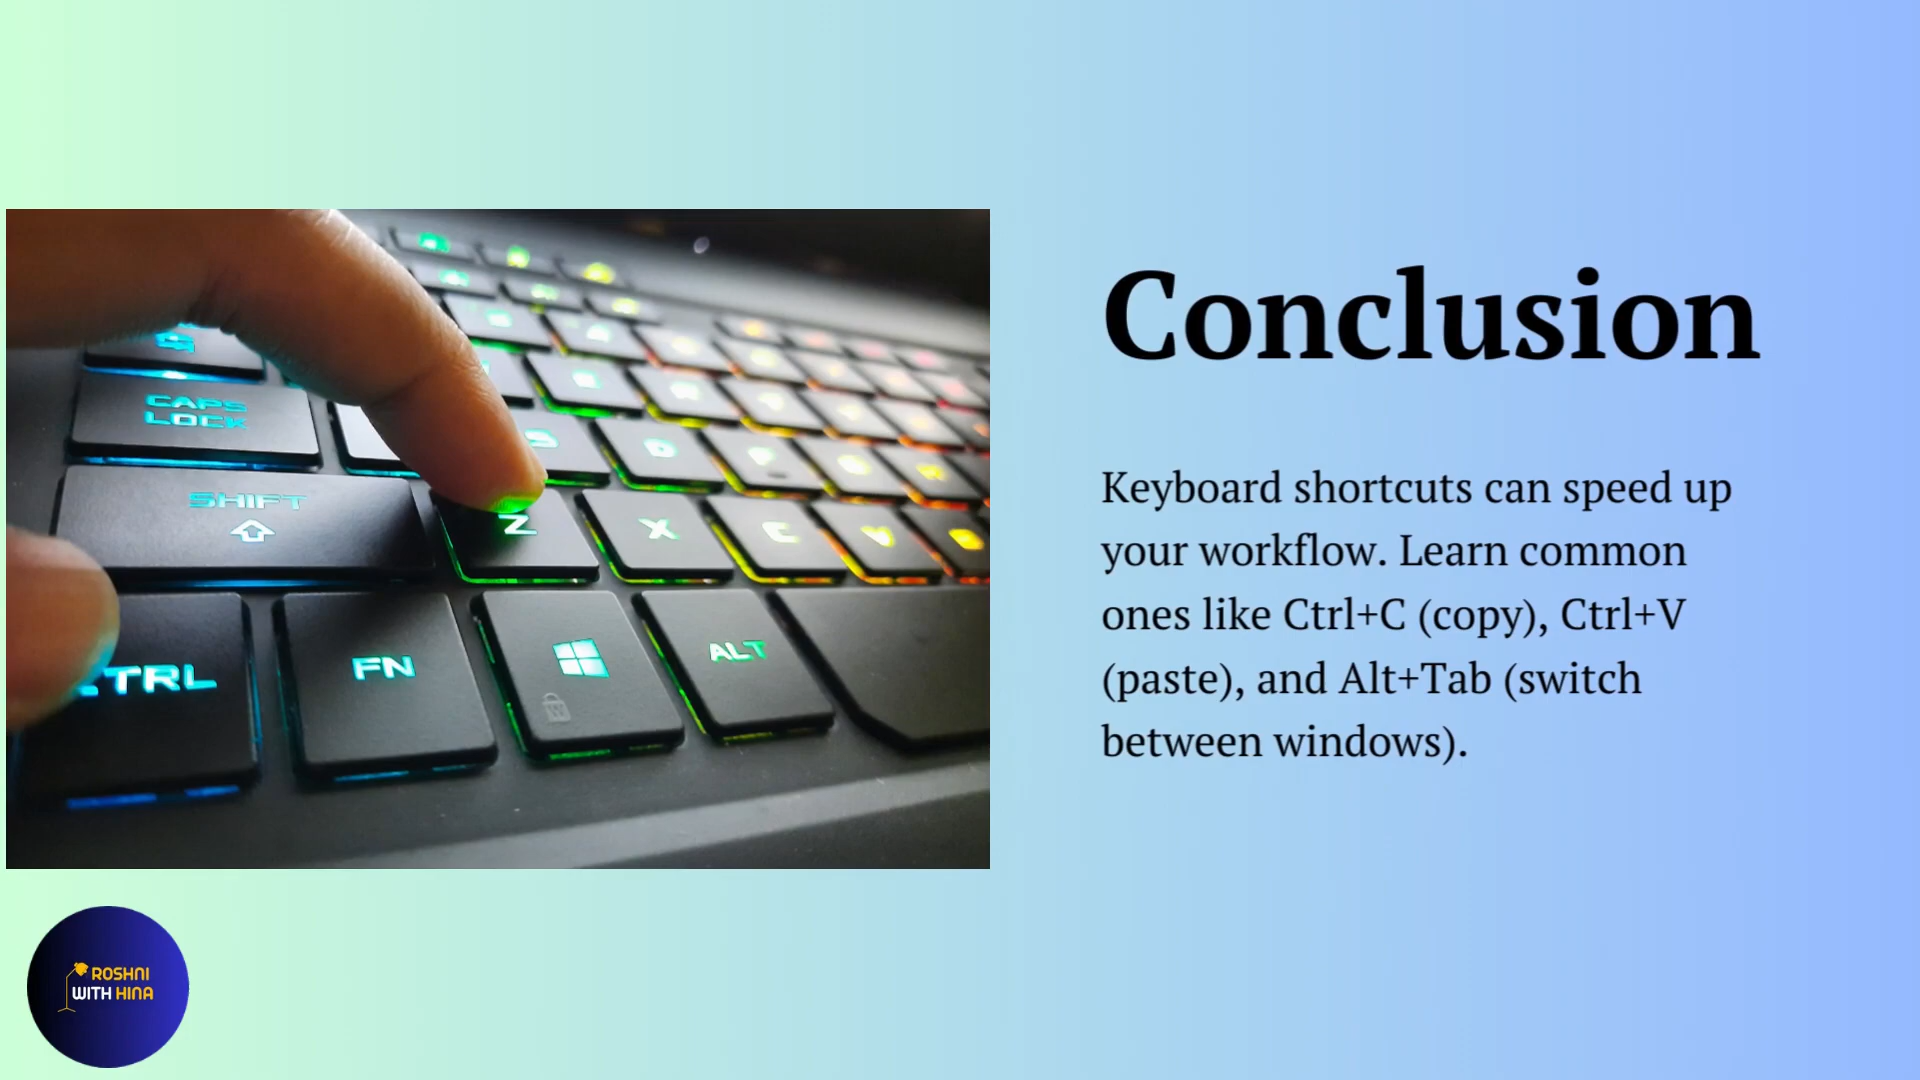 Conclusion
Keyboard shortcuts can speed up
your workflow. Learn common
ones like Ctrl+C (copy), Ctrl+V
(paste), and Alt+Tab (switch
between windows).
CAPS
LOCK
S
D
SHIFT
Z
X
C
V
FN
ALT
ROSHNI
WITH HINA